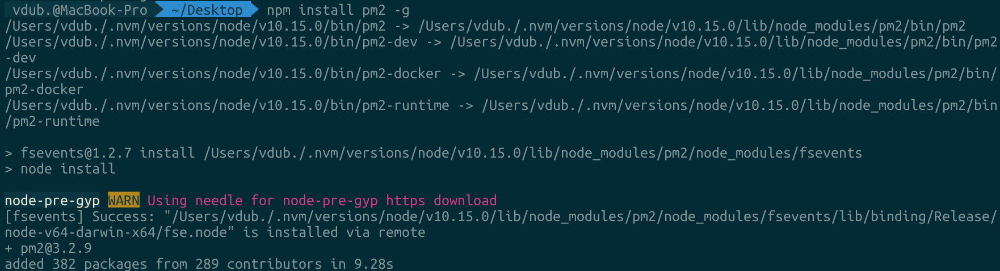 vdub.@MacBook-Pro ~/Desktop npm install pm2 -g
/Users/vdub./.nvm/versions/node/v10.15.0/bin/pm2 -> /Users/vdub./.nvm/versions/node/v10.15.0/lib/node_modules/pm2/bin/pm2
/Users/vdub./.nvm/versions/node/v10.15.0/bin/pm2-dev -> /Users/vdub./.nvm/versions/node/v10.15.0/lib/node_modules/pm2/bin/pm2
-dev
/Users/vdub./.nvm/versions/node/v10.15.0/bin/pm2-docker -> /Users/vdub./.nvm/versions/node/v10.15.0/lib/node_modules/pm2/bin/
pm2-docker
/Users/vdub./.nvm/versions/node/v10.15.0/bin/pm2-runtime -> /Users/vdub./.nvm/versions/node/v10.15.0/lib/node_modules/pm2/bin
/pm2-runtime
> fsevents@1.2.7 install /Users/vdub./.nvm/versions/node/v10.15.0/lib/node_modules/pm2/node_modules/fsevents
> node install
node-pre-gyp WARN Using needle for node-pre-gyp https download
[fsevents] Success: "/Users/vdub./.nvm/versions/node/v10.15.0/lib/node_modules/pm2/node_modules/fsevents/lib/binding/Release/
node-v64-darwin-x64/fse.node" is installed via remote
+ pm2@3.2.9
added 382 packages from 289 contributors in 9.28s